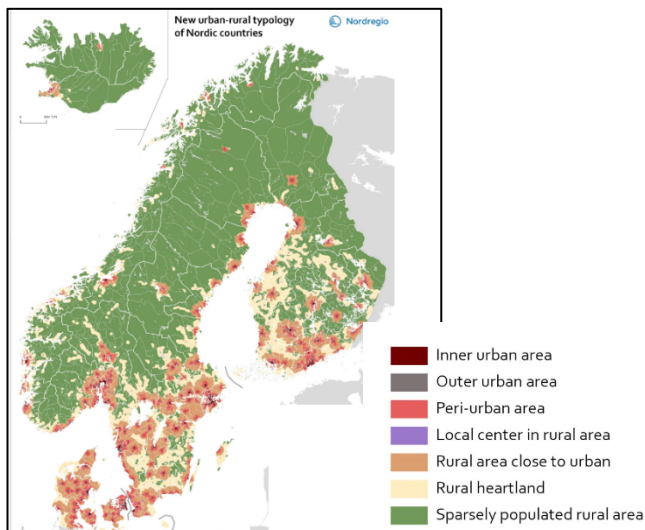 New urban-rural typology
of Nordic countries
Nordregio
Inner urban area
Outer urban area
Peri-urban area
Local center in rural area
Rural area close to urban
Rural heartland
Sparsely populated rural area